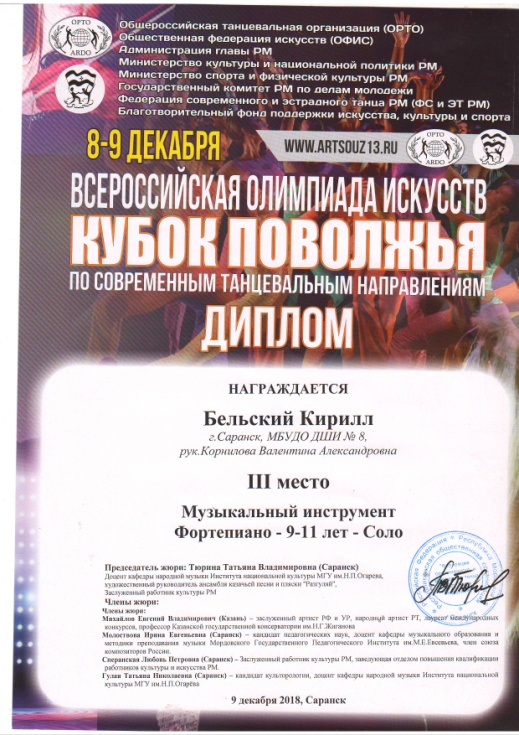 ОРТО
ARDO
Общероссийская танцевальная организация (ОРТО)
Общественная федерация искусств (ОФИС)
Администрация главы РМ
Министерство культуры и национальной политики РМ
Министерство спорта и физической культуры РМ
Государственный комитет РМ по делам молодежи
Федерация современного и эстрадного танца РМ (ФС и ЭТ РМ)
Благотворительный фонд поддержки искусства, культуры и спорта
8-9 ДЕКАБРЯ
WWW.ARTSOUZ13.RU
ОРТО
ARDO
ВСЕРОССИЙСКАЯ ОЛИМПИАДА ИСКУССТВ
КУБОК ПОВОЛЖЬЯ
ПО СОВРЕМЕННЫМ ТАНЦЕВАЛЬНЫМ НАПРАВЛЕНИЯМ
ДИПЛОМ
НАГРАЖДАЕТСЯ
Бельский Кирилл
г.Саранск, МБУДО ДШИ № 8,
рук.Корнилова Валентина Александровна
III место
Музыкальный инструмент
Фортепиано - 9-11 лет - Соло
Председатель жюри: Тюрина Татьяна Владимировна (Саранск)
Доцент кафедры народной музыки Института национальной культуры МГУ им.Н.П.Огарева,
художественный руководитель ансамбля казачьей песни и пляски "Разгуляй",
Заслуженный работник культуры РМ
Члены жюри:
Члены жюри:
Михайлов Евгений Владимирович (Казань) – заслуженный артист РФ и УР, народный артист РТ, лауреат международных
конкурсов, профессор Казанской государственной консерватории им.Н.Г Жиганова
Модоствова Ирина Евгеньевна (Саранск) – кандидат педагогических наук, доцент кафедры музыкального образования и
методики преподавания музыки Мордовского Государственного Педагогического Института им.М.Е.Евсевьева, член союза
композиторов России.
Сперанская Любовь Петровна (Саранск) – Заслуженный работник культуры РМ, заведующая отделом повышения квалификации
работников культуры и искусства РМ.
Гулая Татьяна Николаевна (Саранск) – кандидат культурологии, доцент кафедры народной музыки Института национальной
культуры МГУ им.Н.П.Огарёва
9 декабря 2018, Саранск